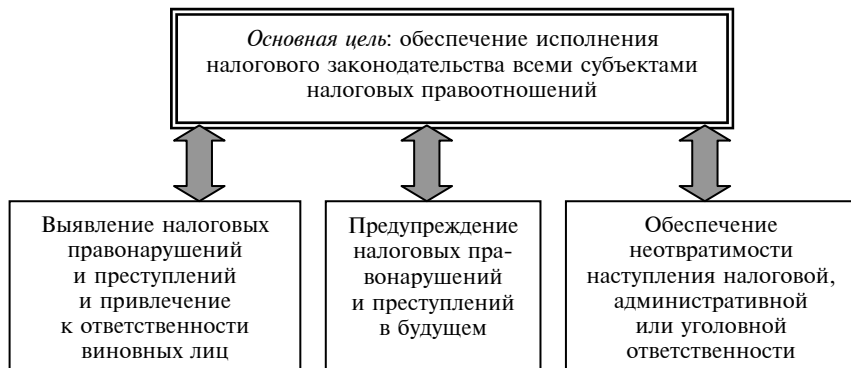 Основная цель: обеспечение исполнения
налогового законодательства всеми субъектами
налоговых правоотношений
Выявление налоговых
правонарушений
и преступлений
и привлечение
к ответственности
виновных лиц
Предупреждение
налоговых пра-
вонарушений
и преступлений
в будущем
Обеспечение
неотвратимости
наступления налоговой,
административной
или уголовной
ответственности